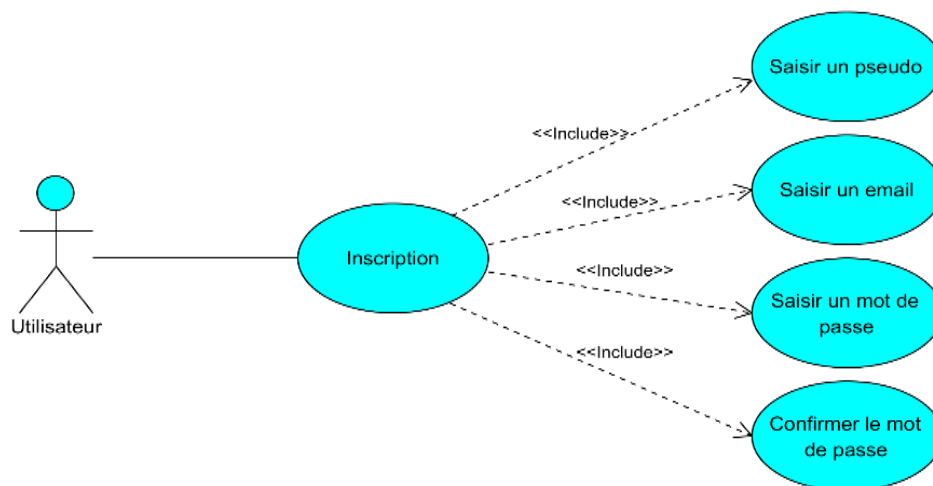 Saisir un pseudo
<<Include>>
Saisir un email
<<Include>>
Inscription
<<Include>>
Saisir un mot de
passe
Utilisateur
<<Include>>
Confirmer le mot
de passe